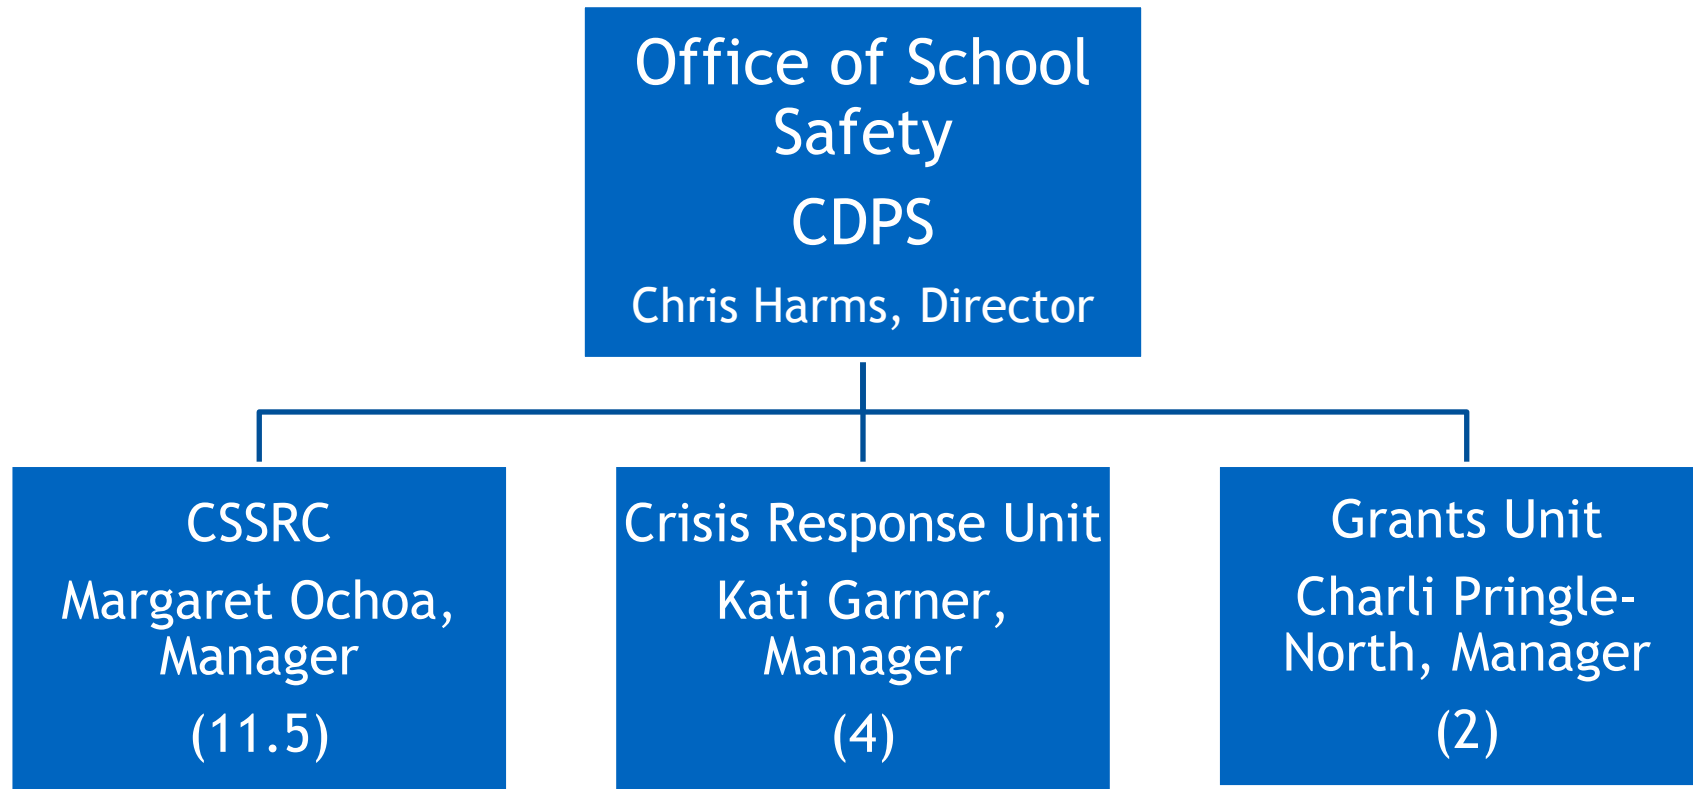 Office of School
Safety
CDPS
Chris Harms, Director
CSSRC
Margaret Ochoa,
Manager
(11.5)
Crisis Response Unit
Kati Garner,
Manager
(4)
Grants Unit
Charli Pringle-
North, Manager
(2)